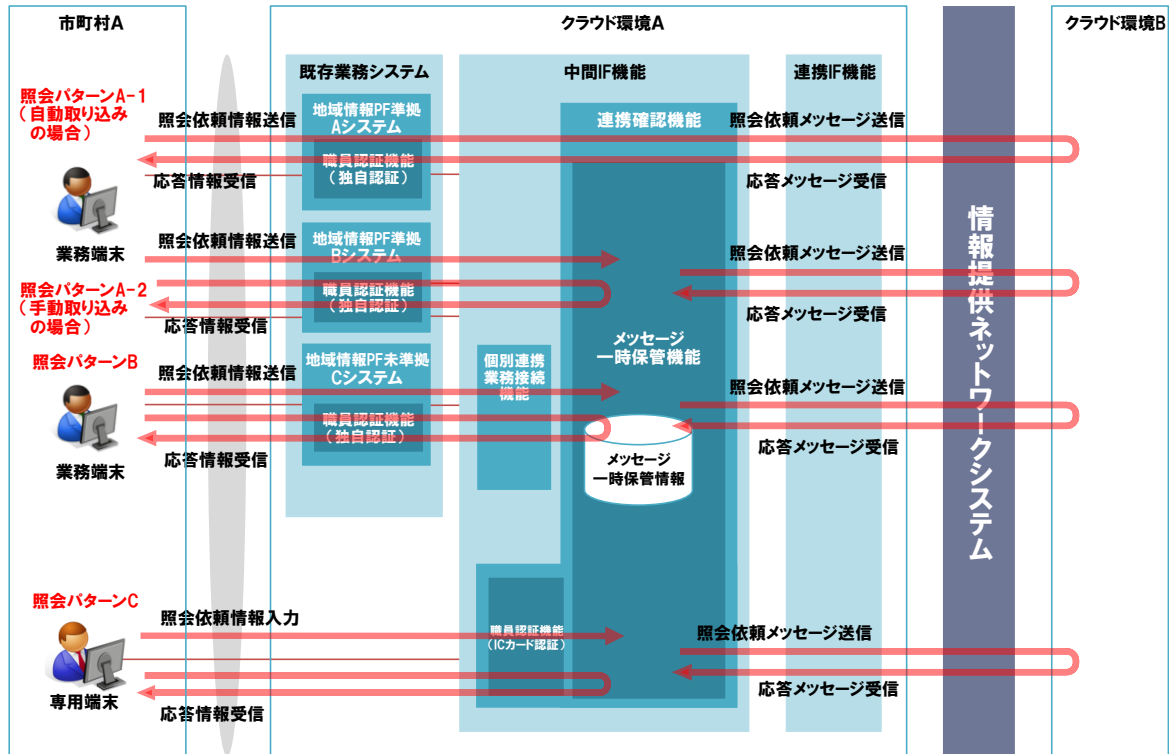 市町村A
クラウド環境A
クラウド環境B
既存業務システム
中間IF機能
連携IF機能
照会パターンA-1
(自動取り込み
の場合)
照会依頼情報送信
地域情報PF準拠
Aシステム
職員認証機能
(独自認証)
連携確認機能
照会依頼メッセージ送信
応答情報受信
応答メッセージ受信
業務端末
照会依頼情報送信
地域情報PF準拠
Bシステム
職員認証機能
(独自認証)
照会依頼メッセージ送信
照会パターンA-2
(手動取り込み
の場合)
応答情報受信
応答メッセージ受信
メッセージ
一時保管機能
照会パターンB
照会依頼情報送信
地域情報PF未準拠
Cシステム
職員認証機能
(独自認証)
個別連携
業務接続
機能
照会依頼メッセージ送信
応答情報受信
応答メッセージ受信
業務端末
メッセージ
一時保管情報
情報提供ネットワークシステム
照会パターンC
照会依頼情報入力
職員認証機能
(ICカード認証)
照会依頼メッセージ送信
専用端末
応答情報受信
応答メッセージ受信